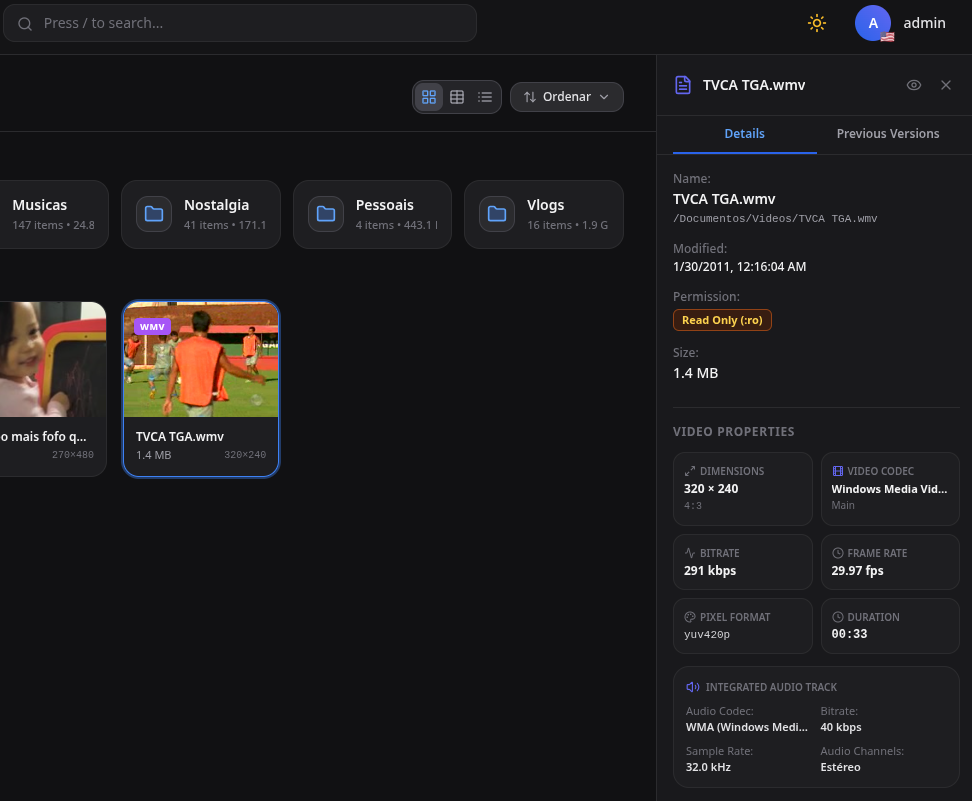 Press / to search...
A
admin
Ordenar
TVCA TGA.wmv
Details
Previous Versions
Musicas
147 items • 24.8
Nostalgia
41 items • 171.1
Pessoais
4 items • 443.1
Vlogs
16 items • 1.9 G
o mais fofo q...
270×480
WMV
TVCA TGA.wmv
1.4 MB
320×240
Name:
TVCA TGA.wmv
/Documentos/Videos/TVCA TGA.wmv
Modified:
1/30/2011, 12:16:04 AM
Permission:
Read Only (:ro)
Size:
1.4 MB
VIDEO PROPERTIES
DIMENSIONS
320 × 240
4:3
VIDEO CODEC
Windows Media Vid...
Main
BITRATE
291 kbps
FRAME RATE
29.97 fps
PIXEL FORMAT
yuv420p
DURATION
00:33
INTEGRATED AUDIO TRACK
Audio Codec:
WMA (Windows Medi...
Bitrate:
40 kbps
Sample Rate:
32.0 kHz
Audio Channels:
Estéreo